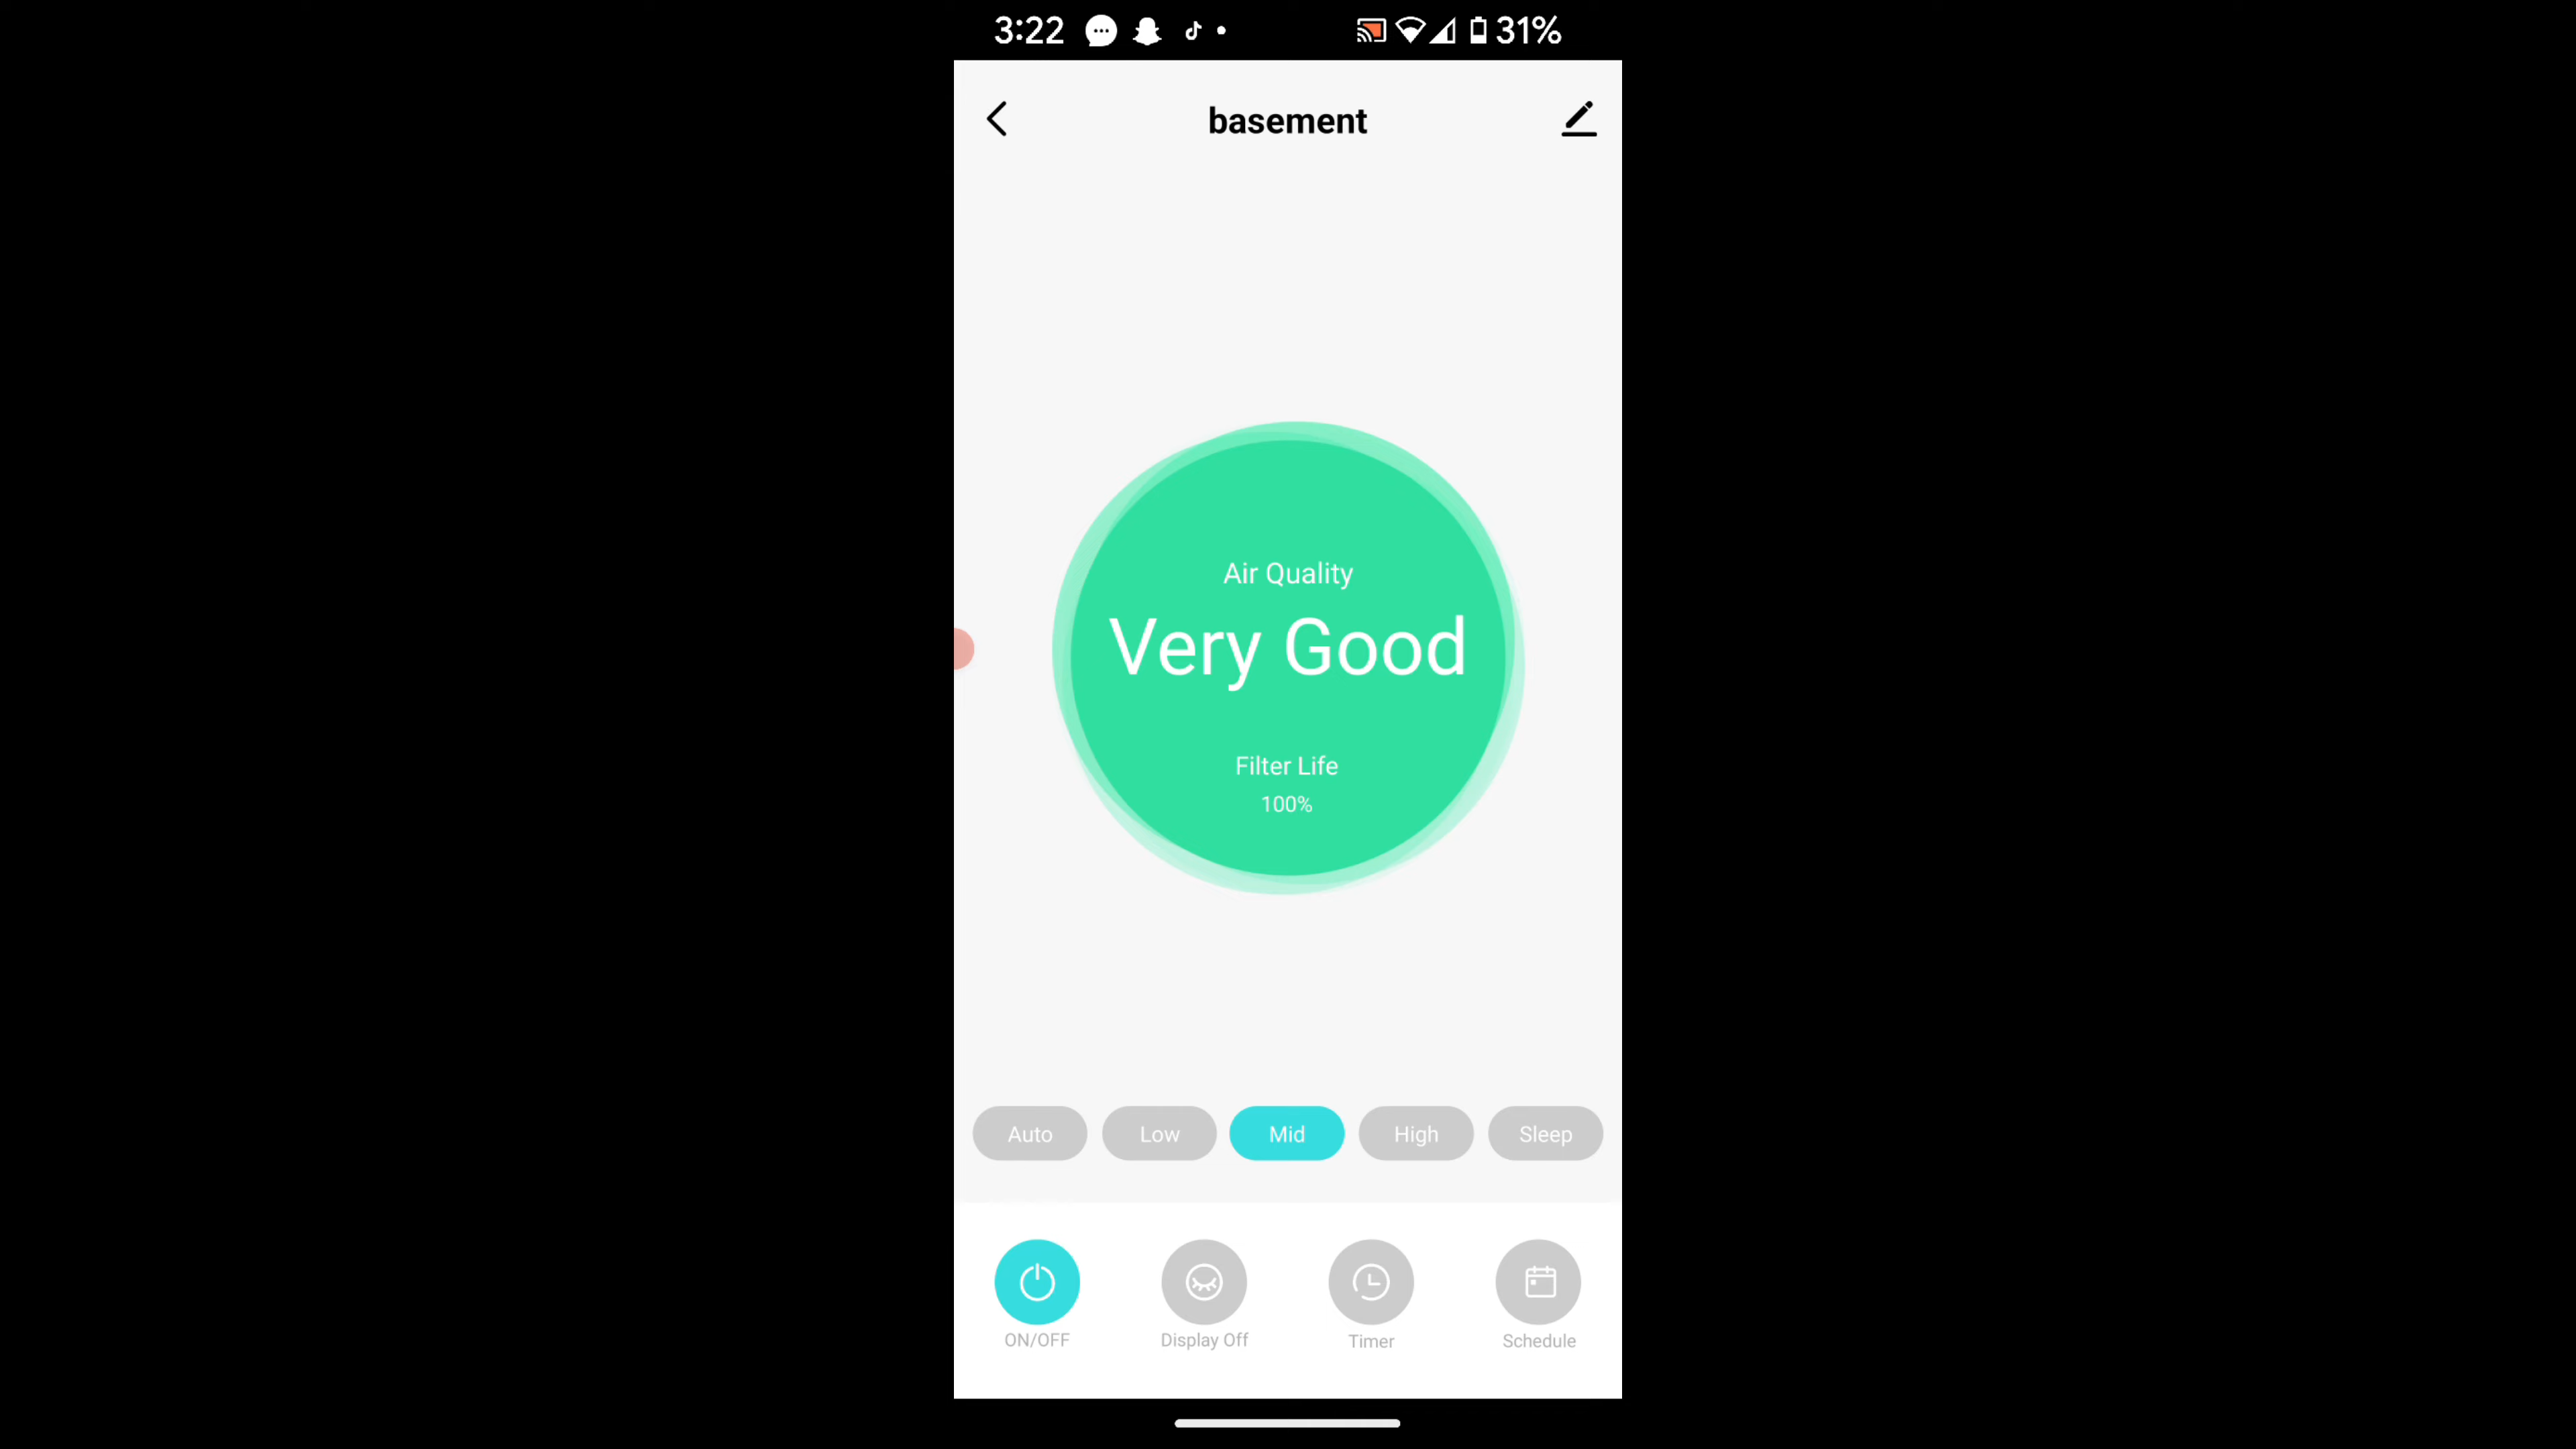 3:22 31%
basement
Air Quality
Very Good
Filter Life
100%
Auto Low Mid High Sleep
ON/OFF Display Off Timer Schedule